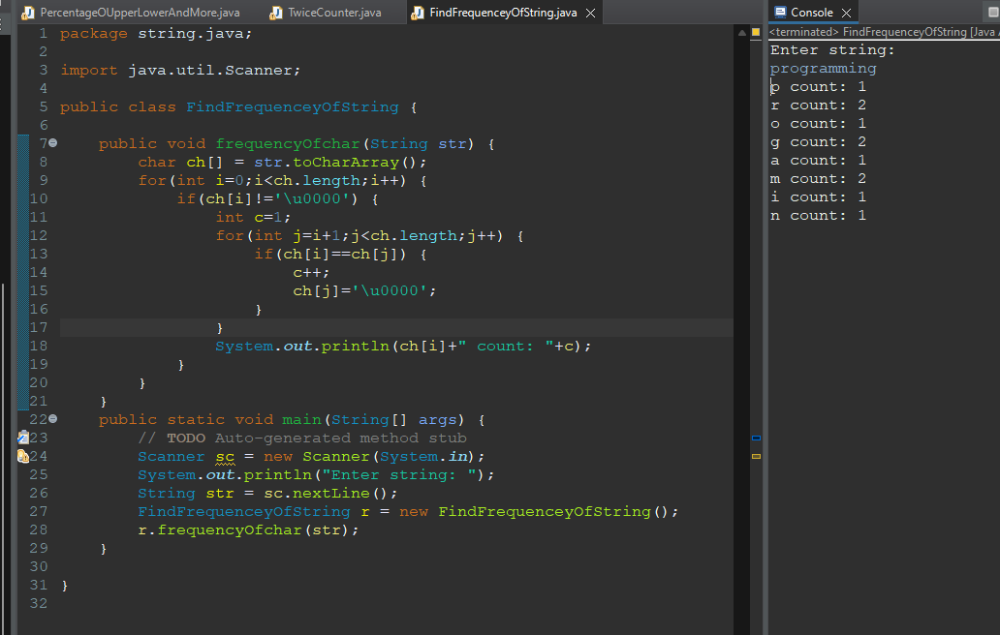 PercentageOUpperLowerAndMore.java TwiceCounter.java FindFrequenceyOfString.java
1 package string.java;
2
3 import java.util.Scanner;
4
5 public class FindFrequenceyOfString {
6
7 public void frequencyOfchar(String str) {
8 char ch[] = str.toCharArray();
9 for(int i=0;i<ch.length;i++) {
10 if(ch[i]!='\u0000') {
11 int c=1;
12 for(int j=i+1;j<ch.length;j++) {
13 if(ch[i]==ch[j]) {
14 c++;
15 ch[j]='\u0000';
16 }
17 }
18 System.out.println(ch[i]+" count: "+c);
19 }
20 }
21 }
22 public static void main(String[] args) {
23 // TODO Auto-generated method stub
24 Scanner sc = new Scanner(System.in);
25 System.out.println("Enter string: ");
26 String str = sc.nextLine();
27 FindFrequenceyOfString r = new FindFrequenceyOfString();
28 r.frequencyOfchar(str);
29 }
30
31 }
32
Console
<terminated> FindFrequenceyOfString [Java
Enter string:
programming
p count: 1
r count: 2
o count: 1
g count: 2
a count: 1
m count: 2
i count: 1
n count: 1